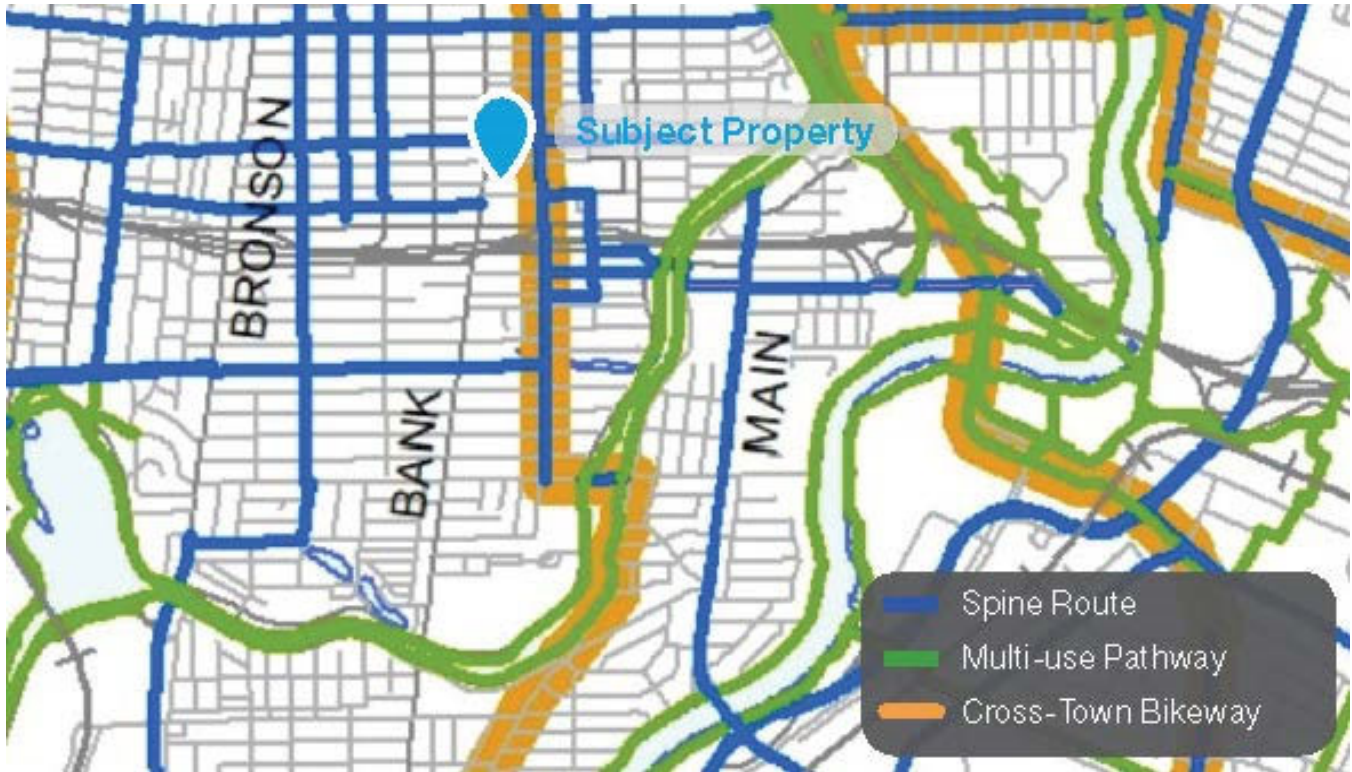 Subject Property
BRONSON
BANK
MAIN
Spine Route
Multi-use Pathway
Cross-Town Bikeway